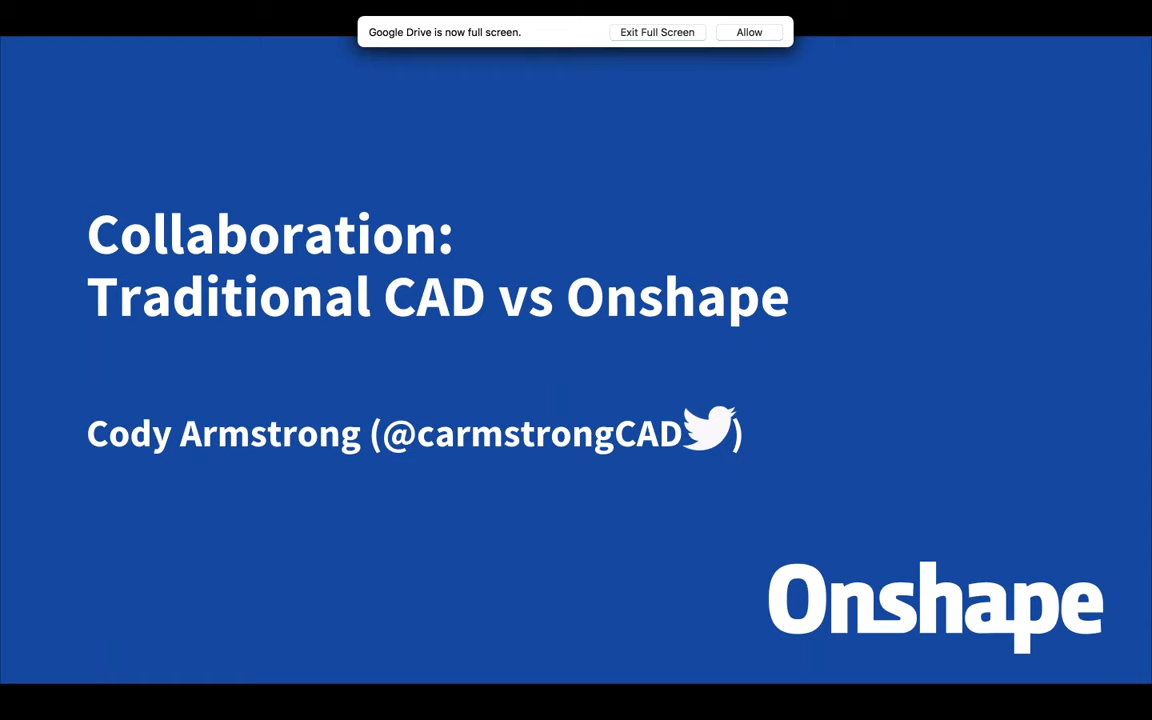 Google Drive is now full screen. Exit Full Screen Allow
Collaboration:
Traditional CAD vs Onshape
Cody Armstrong (@carmstrongCAD)
Onshape